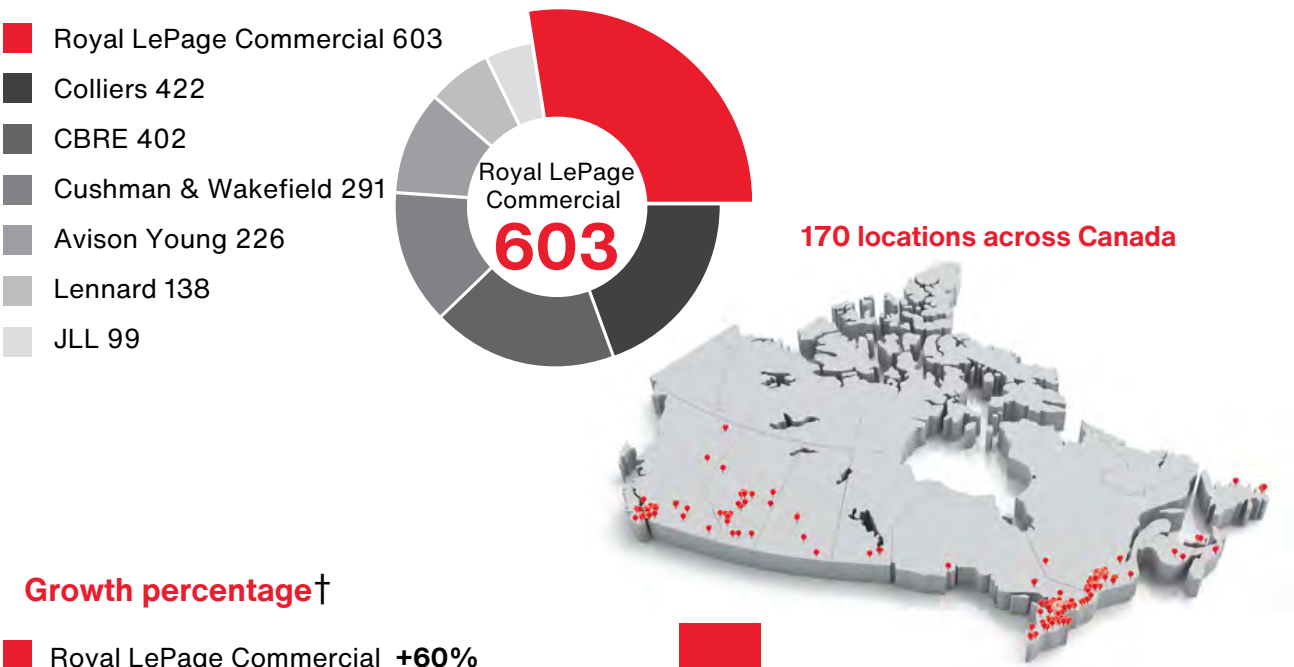 Royal LePage Commercial 603
Colliers 422
CBRE 402
Cushman & Wakefield 291
Avison Young 226
Lennard 138
JLL 99
Royal LePage
Commercial
603
170 locations across Canada
Growth percentage†
Royal LePage Commercial +60%